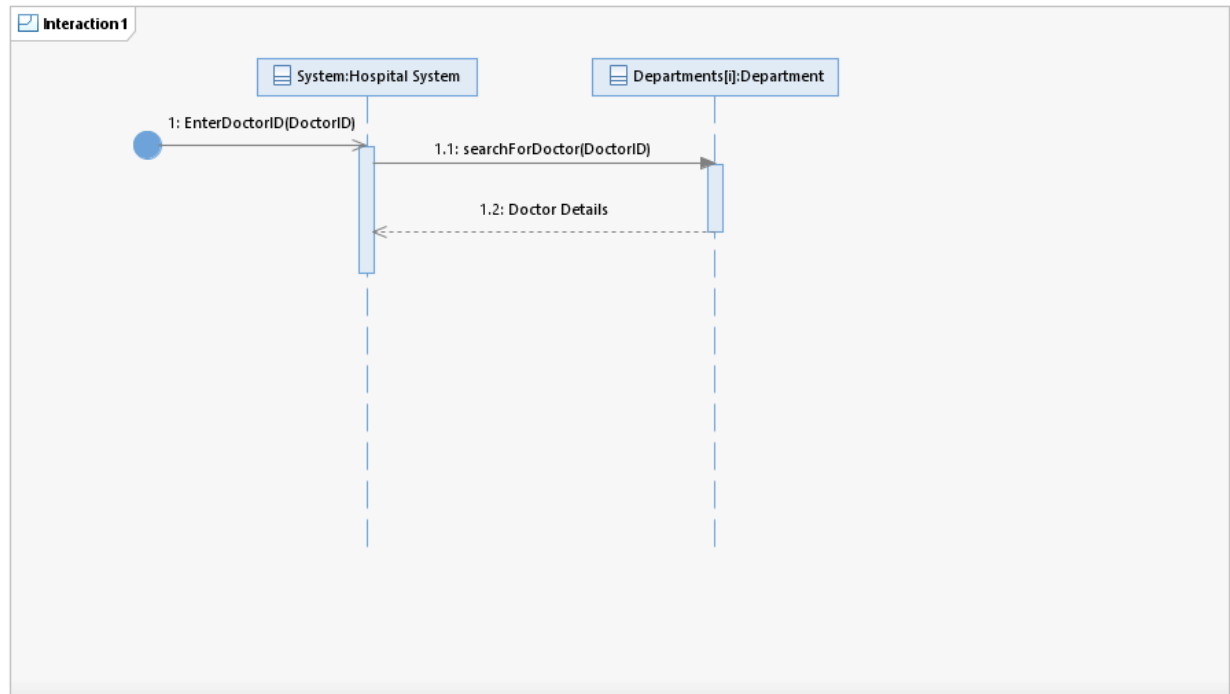 Interaction1
System:Hospital System
Departments[i]:Department
1: EnterDoctorID(DoctorID)
1.1: searchForDoctor(DoctorID)
1.2: Doctor Details